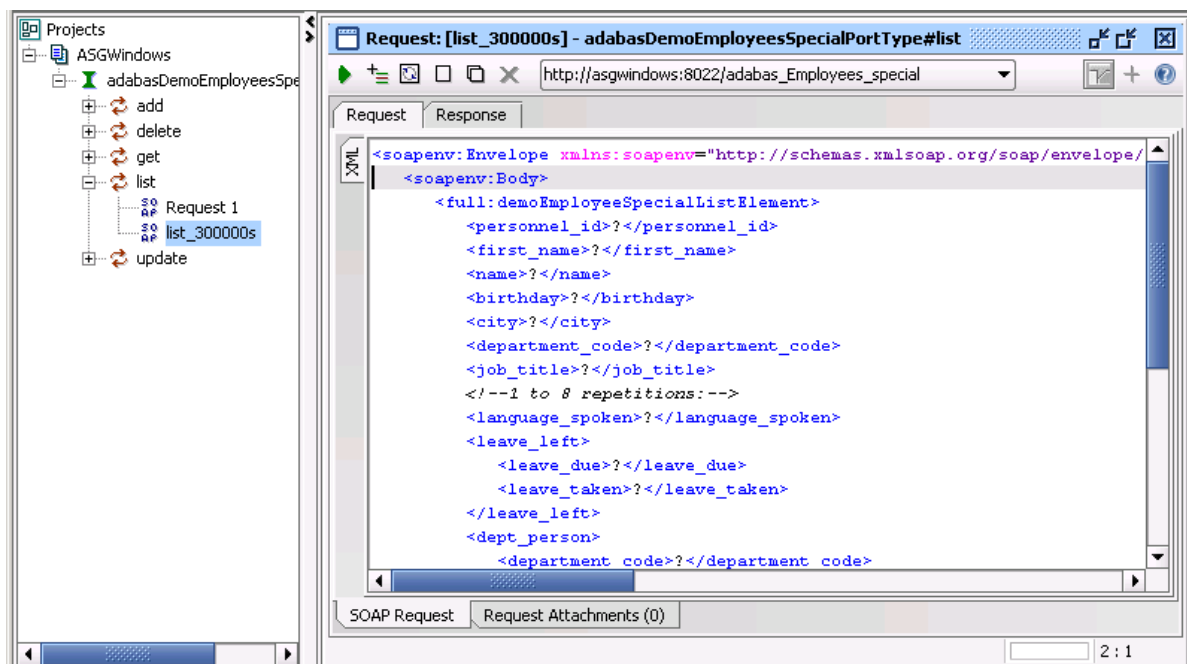 Projects
ASGWindows
adabasDemoEmployeesSpe
add
delete
get
list
Request 1
list_300000s
update
Request: [list_300000s] - adabasDemoEmployeesSpecialPortType#list
http://asgwindows:8022/adabas_Employees_special
Request Response
XML
<soapenv:Envelope xmlns:soapenv="http://schemas.xmlsoap.org/soap/envelope/
<soapenv:Body>
<full:demoEmployeeSpecialListElement>
<personnel_id>?</personnel_id>
<first_name>?</first_name>
<name>?</name>
<birthday>?</birthday>
<city>?</city>
<department_code>?</department_code>
<job_title>?</job_title>
<!--1 to 8 repetitions:-->
<language_spoken>?</language_spoken>
<leave_left>
<leave_due>?</leave_due>
<leave_taken>?</leave_taken>
</leave_left>
<dept_person>
<department_code>?</department_code>
SOAP Request Request Attachments (0)
2 : 1